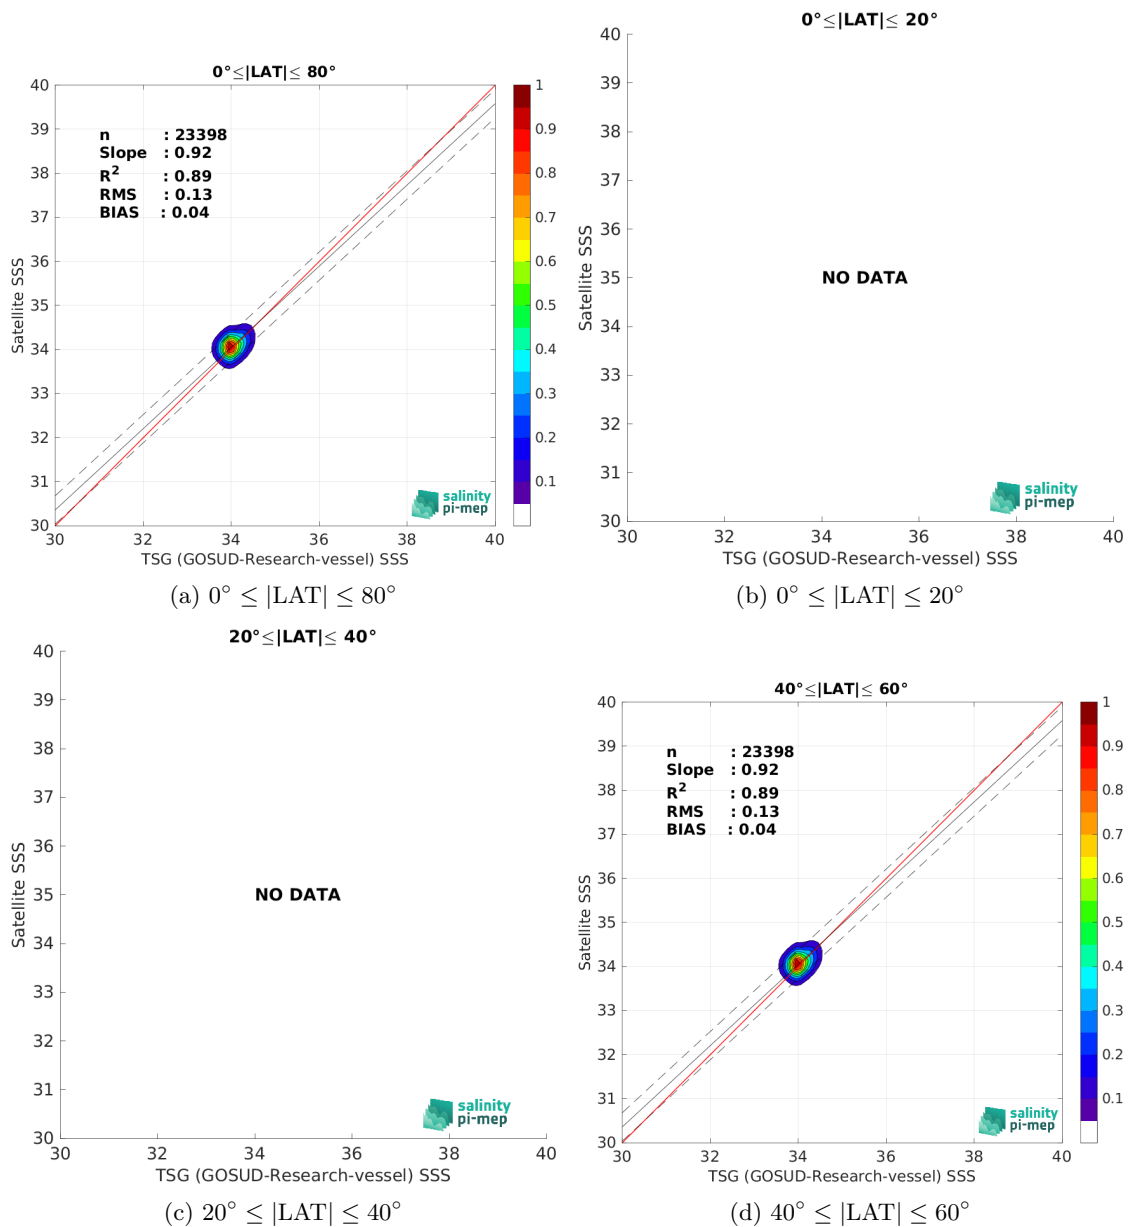 0°≤|LAT|≤ 80°
40
39
38
37
36
35
34
33
32
31
30
Satellite SSS
n : 23398
Slope : 0.92
R² : 0.89
RMS : 0.13
BIAS : 0.04
salinity
pi-mep
30 32 34 36 38 40
TSG (GOSUD-Research-vessel) SSS
1
0.9
0.8
0.7
0.6
0.5
0.4
0.3
0.2
0.1
(a) 0° ≤ |LAT| ≤ 80°
0°≤|LAT|≤ 20°
40
39
38
37
36
35
34
33
32
31
30
Satellite SSS
NO DATA
salinity
pi-mep
30 32 34 36 38 40
TSG (GOSUD-Research-vessel) SSS
(b) 0° ≤ |LAT| ≤ 20°
20°≤|LAT|≤ 40°
40
39
38
37
36
35
34
33
32
31
30
Satellite SSS
NO DATA
salinity
pi-mep
30 32 34 36 38 40
TSG (GOSUD-Research-vessel) SSS
(c) 20° ≤ |LAT| ≤ 40°
40°≤|LAT|≤ 60°
40
39
38
37
36
35
34
33
32
31
30
Satellite SSS
n : 23398
Slope : 0.92
R² : 0.89
RMS : 0.13
BIAS : 0.04
salinity
pi-mep
30 32 34 36 38 40
TSG (GOSUD-Research-vessel) SSS
1
0.9
0.8
0.7
0.6
0.5
0.4
0.3
0.2
0.1
(d) 40° ≤ |LAT| ≤ 60°